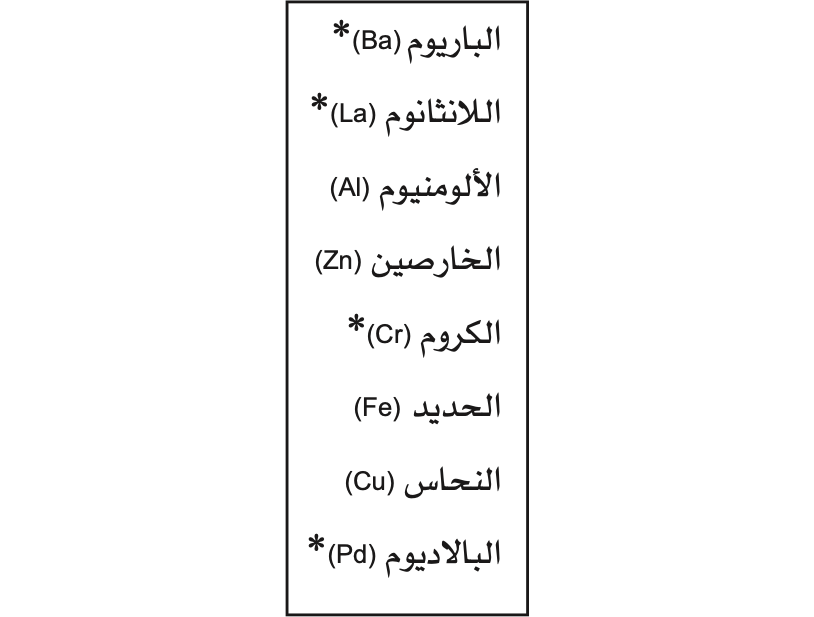 الباريوم (Ba)*
اللانثانوم (La)*
الألومنيوم (Al)
الخارصين (Zn)
الكروم (Cr)*
الحديد (Fe)
النحاس (Cu)
البالاديوم (Pd)*